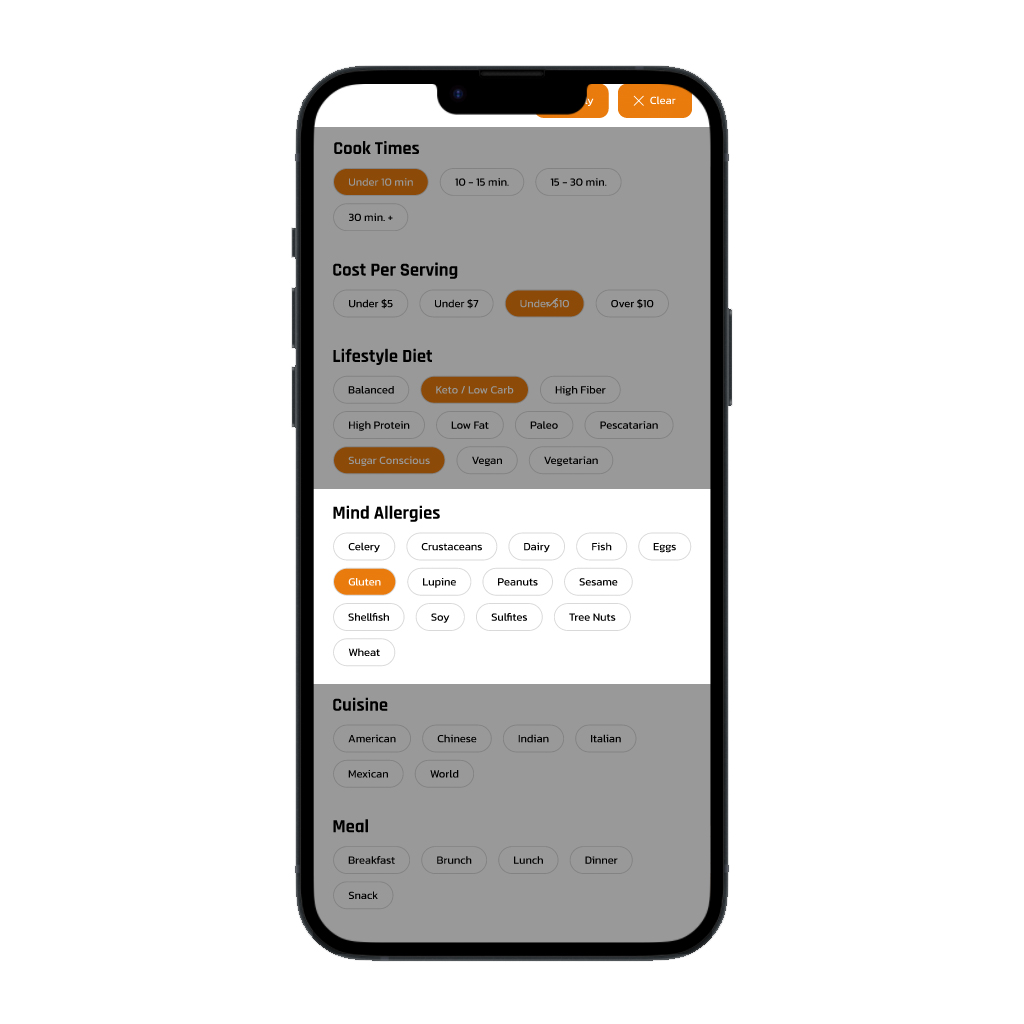 Clear
Cook Times
Under 10 min 10 - 15 min. 15 - 30 min.
30 min. +
Cost Per Serving
Under $5 Under $7 Under $10 Over $10
Lifestyle Diet
Balanced Keto / Low Carb High Fiber
High Protein Low Fat Paleo Pescatarian
Sugar Conscious Vegan Vegetarian
Mind Allergies
Celery Crustaceans Dairy Fish Eggs
Gluten Lupine Peanuts Sesame
Shellfish Soy Sulfites Tree Nuts
Wheat
Cuisine
American Chinese Indian Italian
Mexican World
Meal
Breakfast Brunch Lunch Dinner
Snack